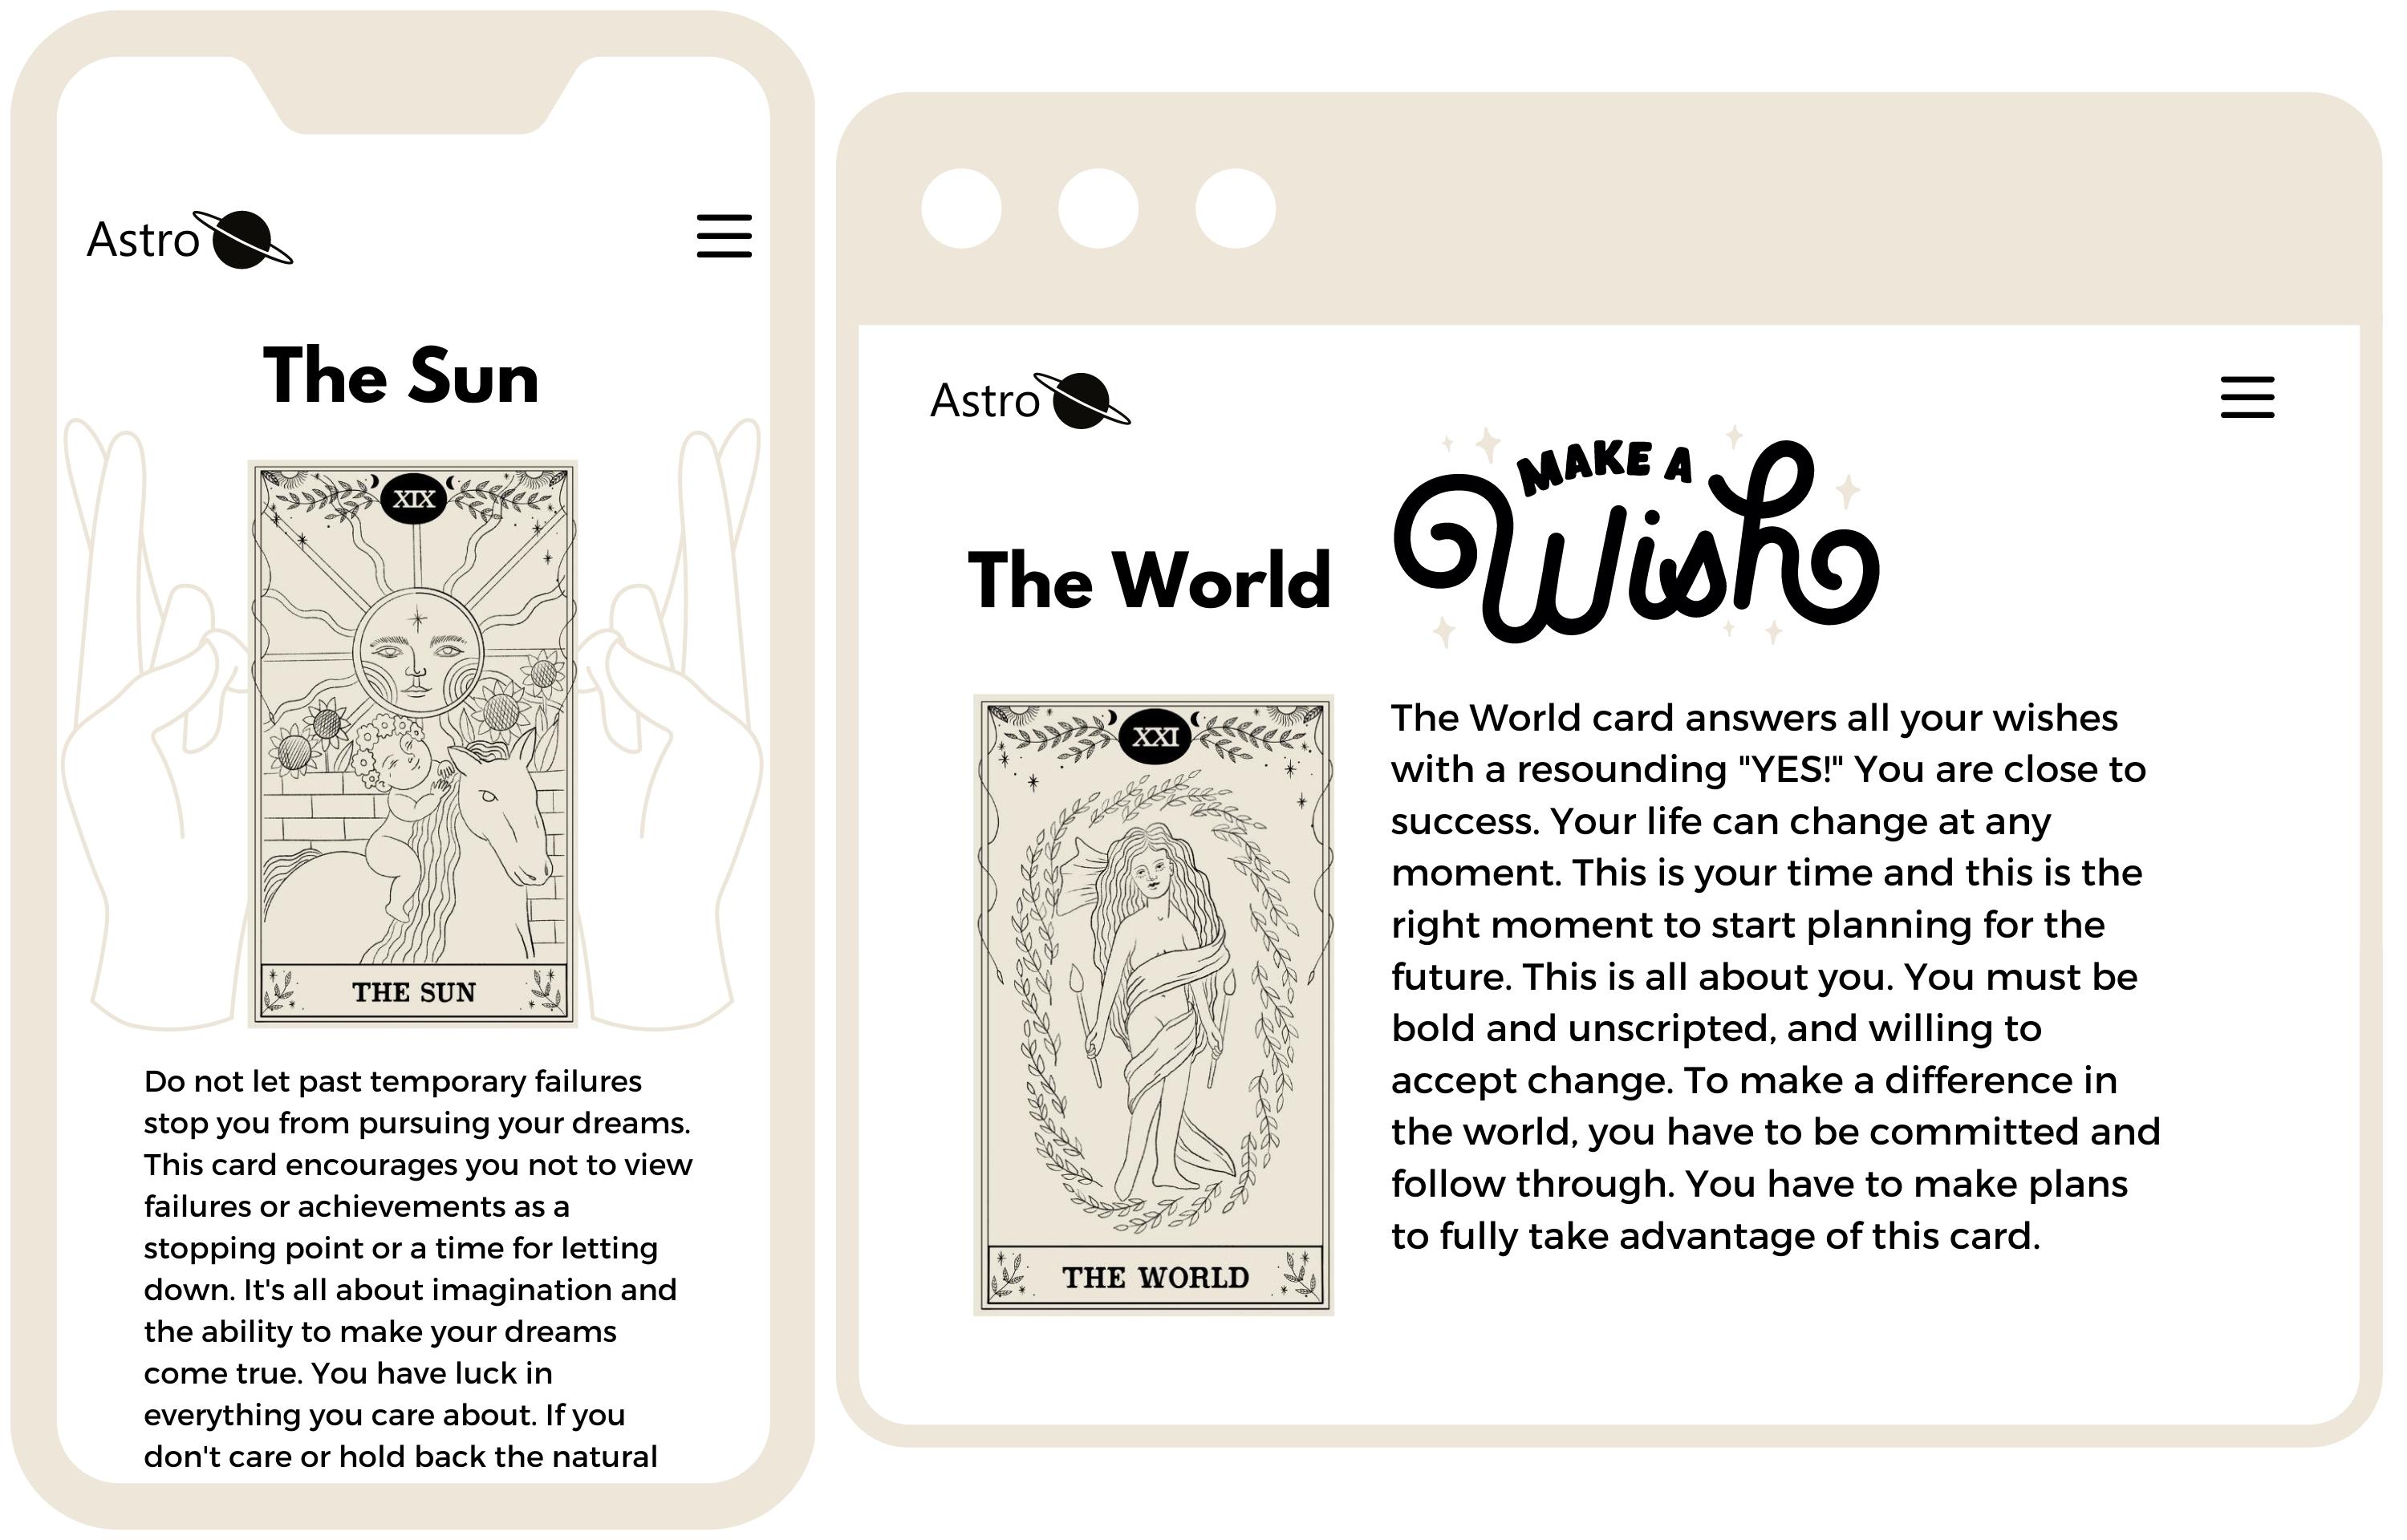 Astro
The Sun
XIX
THE SUN
Do not let past temporary failures
stop you from pursuing your dreams.
This card encourages you not to view
failures or achievements as a
stopping point or a time for letting
down. It's all about imagination and
the ability to make your dreams
come true. You have luck in
everything you care about. If you
don't care or hold back the natural
Astro
The World
XXI
THE WORLD
MAKE A
Wish
The World card answers all your wishes
with a resounding "YES!" You are close to
success. Your life can change at any
moment. This is your time and this is the
right moment to start planning for the
future. This is all about you. You must be
bold and unscripted, and willing to
accept change. To make a difference in
the world, you have to be committed and
follow through. You have to make plans
to fully take advantage of this card.